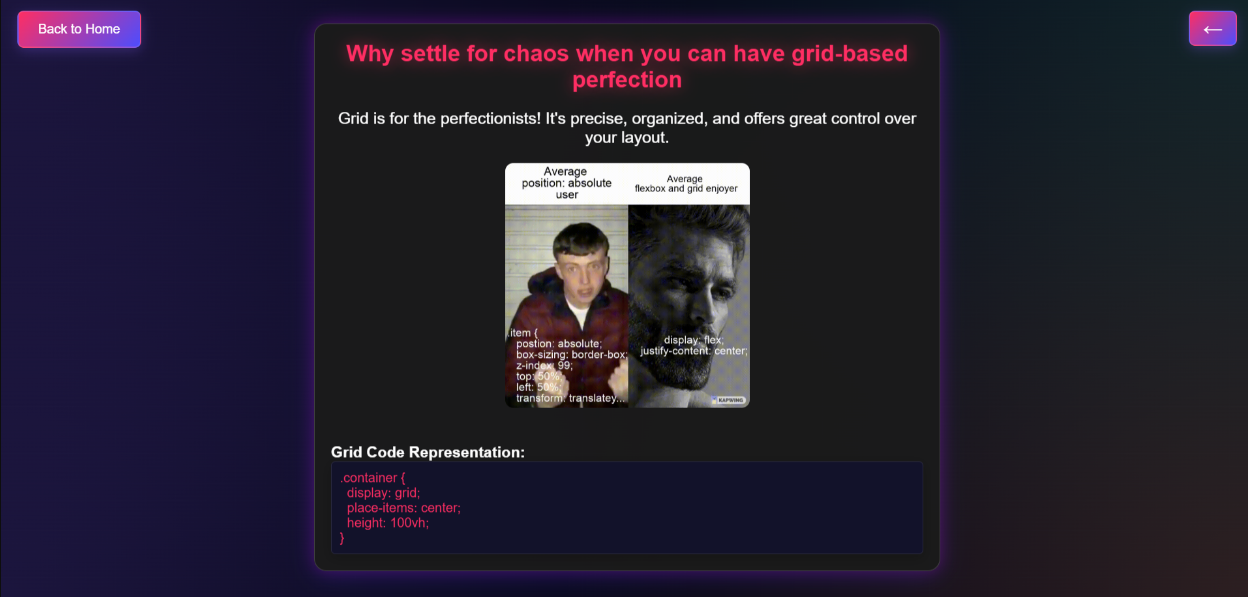 Back to Home
←
Why settle for chaos when you can have grid-based
perfection
Grid is for the perfectionists! It's precise, organized, and offers great control over
your layout.
Average
position: absolute
user
Average
flexbox and grid enjoyer
.item {
postion: absolute;
box-sizing: border-box;
z-index: 99;
top: 50%;
left: 50%;
transform: translatey...
display: flex;
justify-content: center;
KAPWING
Grid Code Representation:
.container {
display: grid;
place-items: center;
height: 100vh;
}